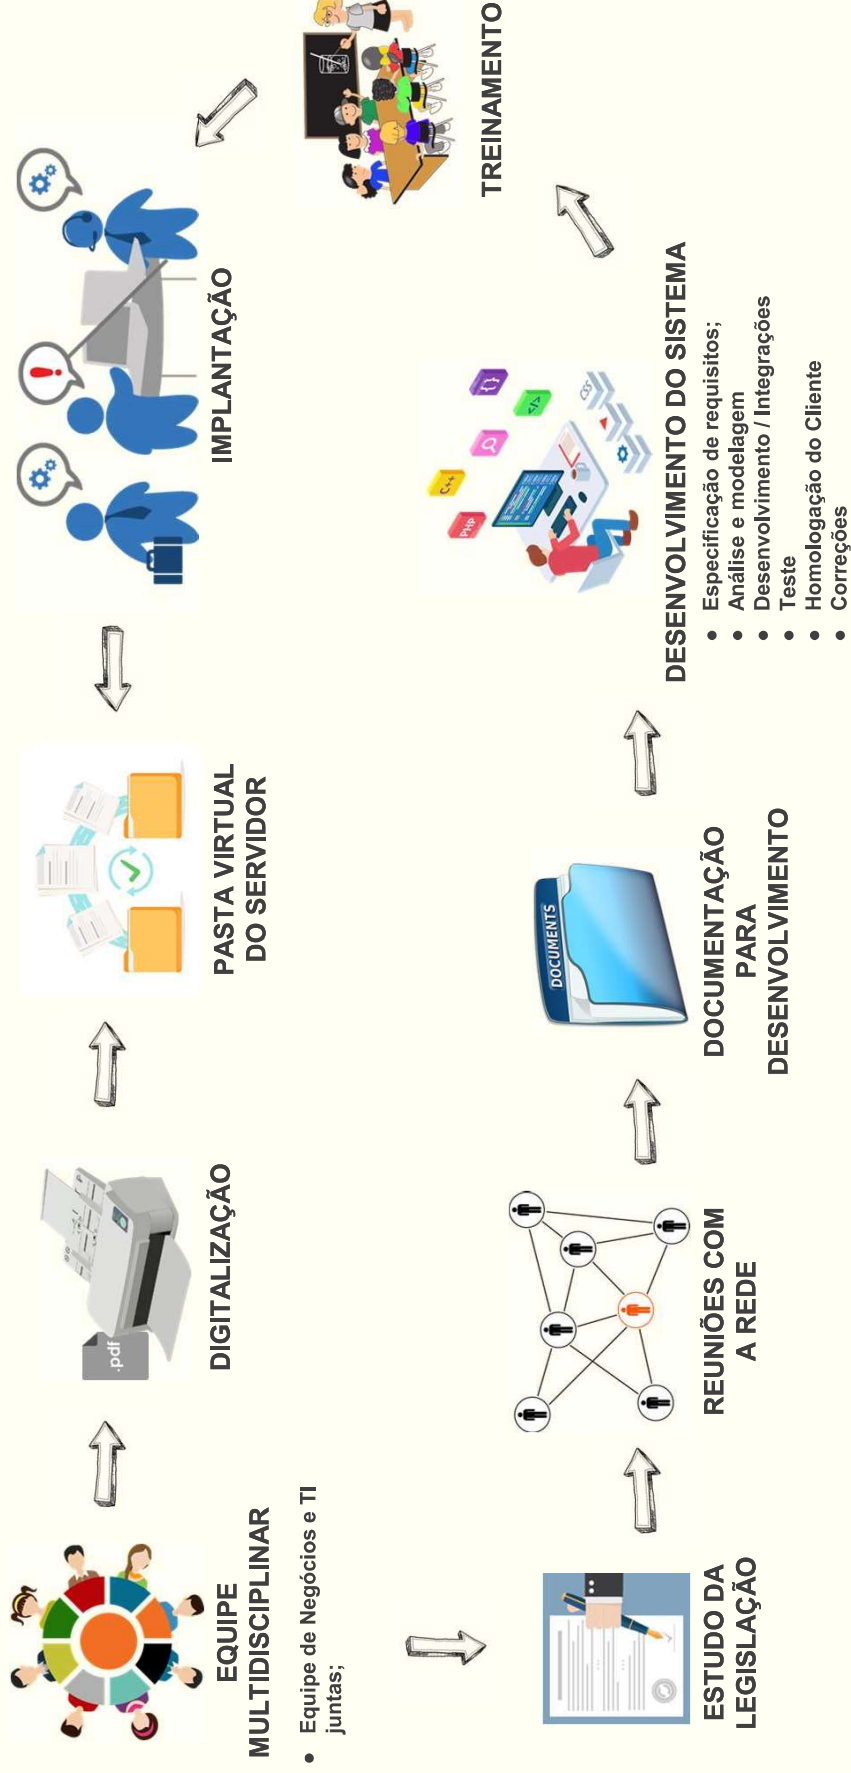 EQUIPE
MULTIDISCIPLINAR
● Equipe de Negócios e TI
juntas;
.pdf
DIGITALIZAÇÃO
PASTA VIRTUAL
DO SERVIDOR
IMPLANTAÇÃO
ESTUDO DA
LEGISLAÇÃO
REUNIÕES COM
A REDE
DOCUMENTS
DOCUMENTAÇÃO
PARA
DESENVOLVIMENTO
PHP
C++
</>
{}
CSS
DESENVOLVIMENTO DO SISTEMA
● Especificação de requisitos;
● Análise e modelagem
● Desenvolvimento / Integrações
● Teste
● Homologação do Cliente
● Correções
TREINAMENTO